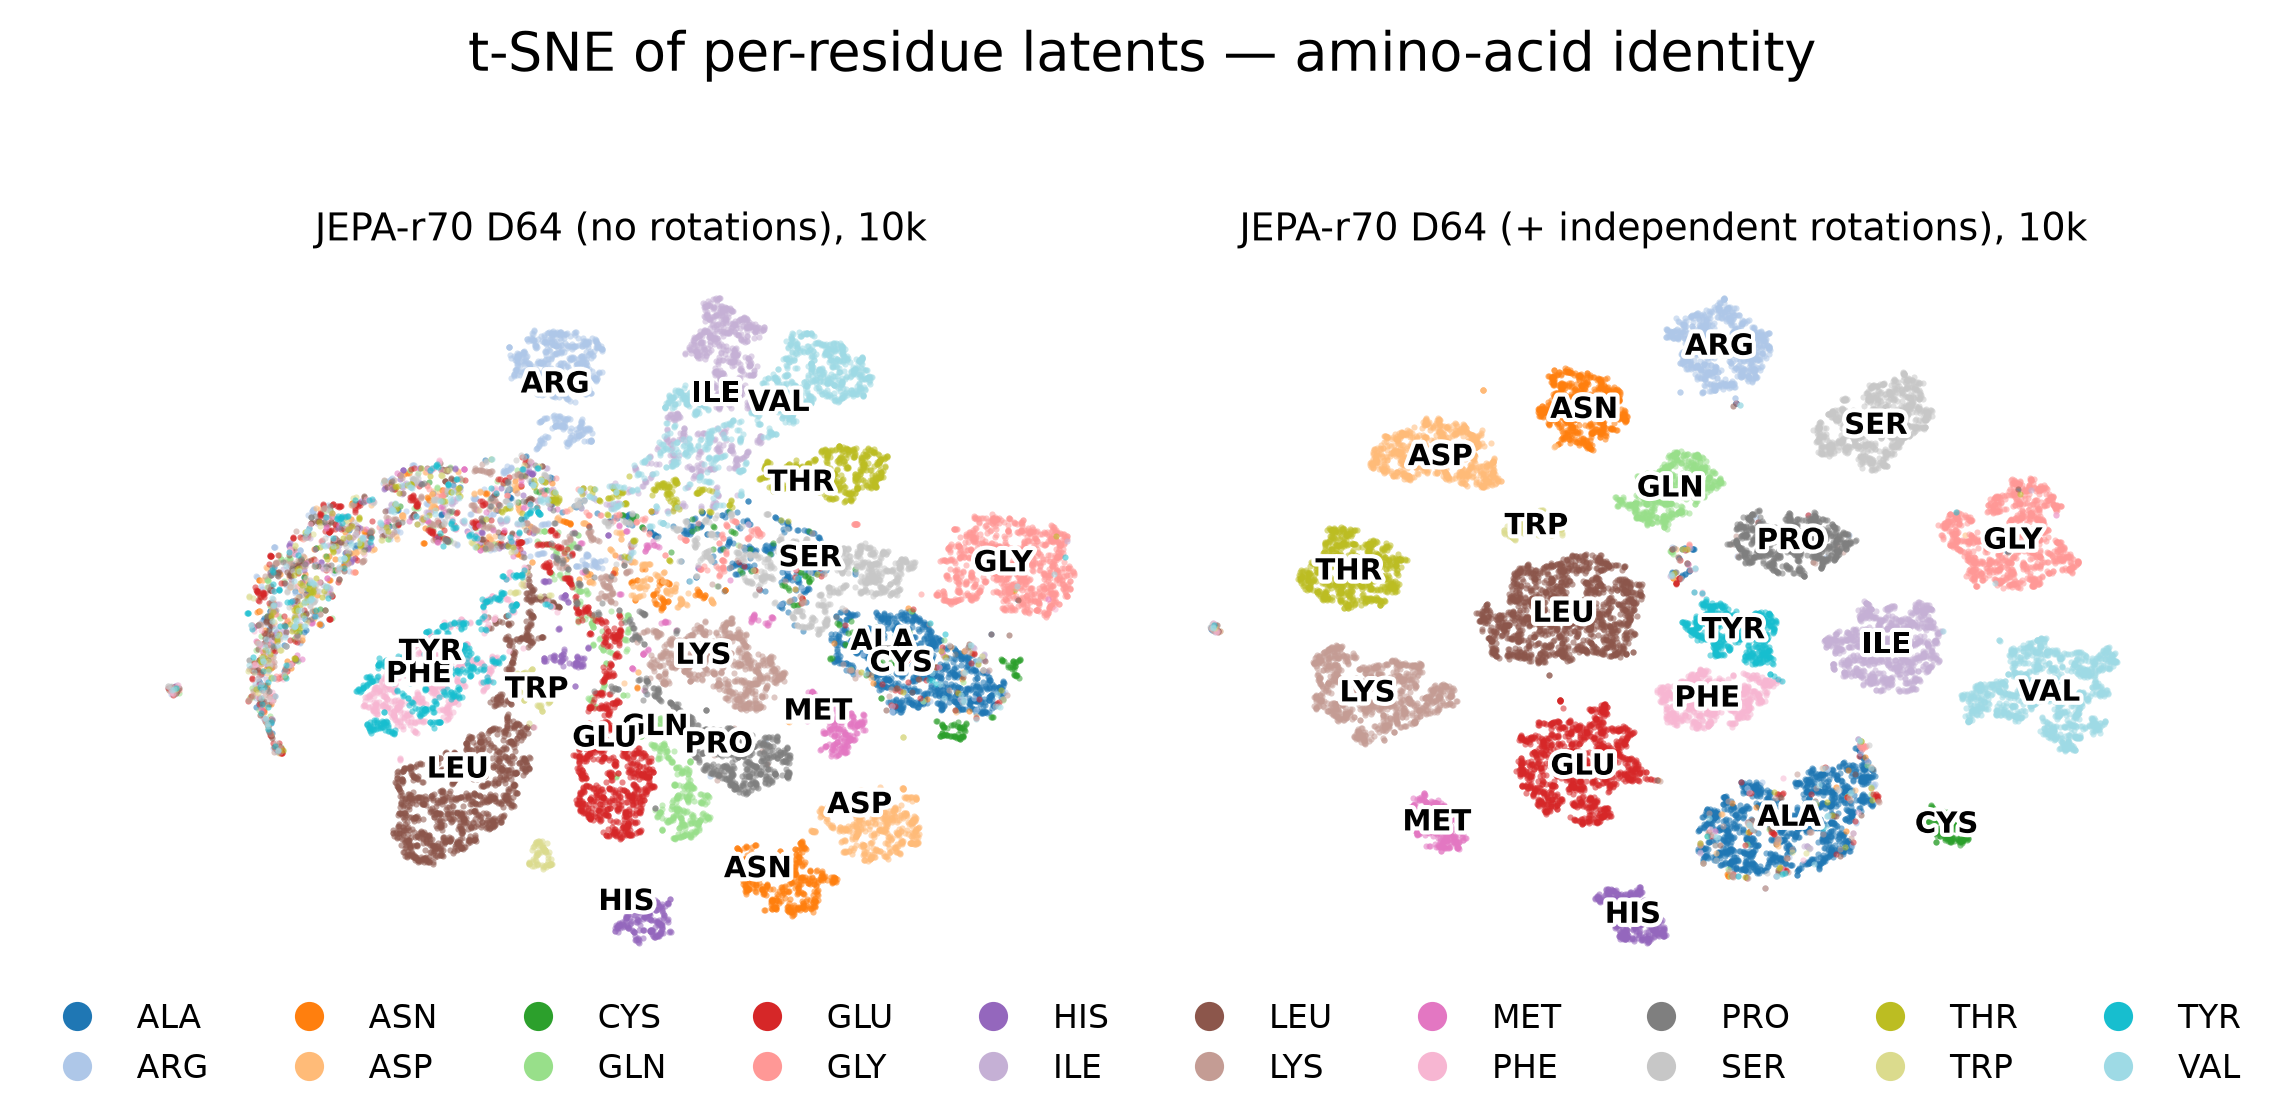 t-SNE of per-residue latents — amino-acid identity
JEPA-r70 D64 (no rotations), 10k
ARG
ILE
VAL
THR
SER
GLY
ALA
CYS
TYR
PHE
LYS
TRP
MET
GLN
GLU
PRO
LEU
ASP
ASN
HIS
JEPA-r70 D64 (+ independent rotations), 10k
ARG
ASN
SER
ASP
GLN
TRP
PRO
GLY
THR
LEU
TYR
ILE
LYS
PHE
VAL
GLU
MET
ALA
CYS
HIS
ALA ASN CYS GLU HIS LEU MET PRO THR TYR
ARG ASP GLN GLY ILE LYS PHE SER TRP VAL